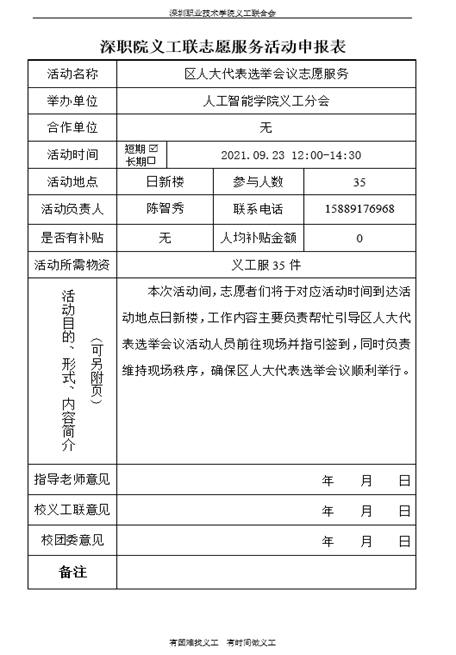 深圳职业技术学院义工联合会
深职院义工联志愿服务活动申报表
活动名称 区人大代表选举会议志愿服务
举办单位 人工智能学院义工分会
合作单位 无
活动时间 短期☑ 2021.09.23 12:00-14:30
长期☐
活动地点 日新楼 参与人数 35
活动负责人 陈智秀 联系电话 15889176968
是否有补贴 无 人均补贴金额 0
活动所需物资 义工服 35 件
活动目的、形式、内容简介
（可另附页）
本次活动间，志愿者们将于对应活动时间到达活
动地点日新楼，工作内容主要负责帮忙引导区人大代
表选举会议活动人员前往现场并指引签到，同时负责
维持现场秩序，确保区人大代表选举会议顺利举行。
指导老师意见 年 月 日
校义工联意见 年 月 日
校团委意见 年 月 日
备注
有困难找义工 有时间做义工